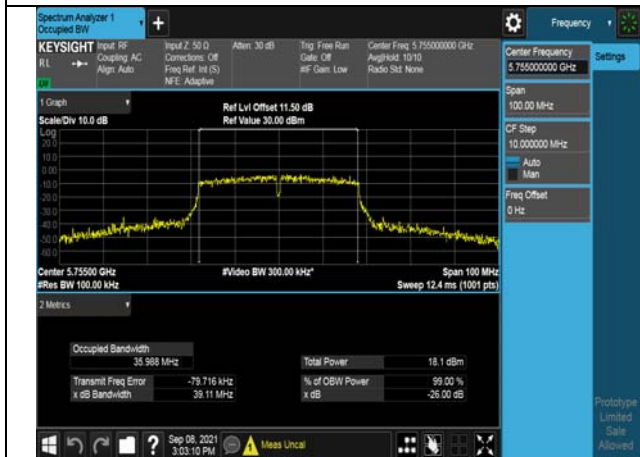 Spectrum Analyzer 1
Occupied BW
Frequency
KEYSIGHT
RL
Input: RF
Coupling: AC
Align: Auto
Input Z: 50 Ω
Corrections: Off
Freq Ref: Int (S)
NFE: Adaptive
Atten: 30 dB
Trig: Free Run
Gate: Off
#IF Gain: Low
Center Freq: 5.755000000 GHz
Avg|Hold: 10/10
Radio Std: None
1 Graph
Scale/Div 10.0 dB
Ref Lvl Offset 11.50 dB
Ref Value 30.00 dBm
Log
20.0
10.0
0.00
-10.0
-20.0
-30.0
-40.0
-50.0
-60.0
Center 5.75500 GHz
#Video BW 300.00 kHz*
Span 100 MHz
#Res BW 100.00 kHz
Sweep 12.4 ms (1001 pts)
2 Metrics
Occupied Bandwidth
35.988 MHz
Total Power 18.1 dBm
Transmit Freq Error -79.716 kHz
% of OBW Power 99.00 %
x dB Bandwidth 39.11 MHz
x dB -26.00 dB
Center Frequency
5.755000000 GHz
Settings
Span
100.00 MHz
CF Step
10.000000 MHz
Auto
Man
Freq Offset
0 Hz
Prototype
Limited
Sale
Allowed
Sep 08, 2021
3:03:10 PM
Meas Uncal